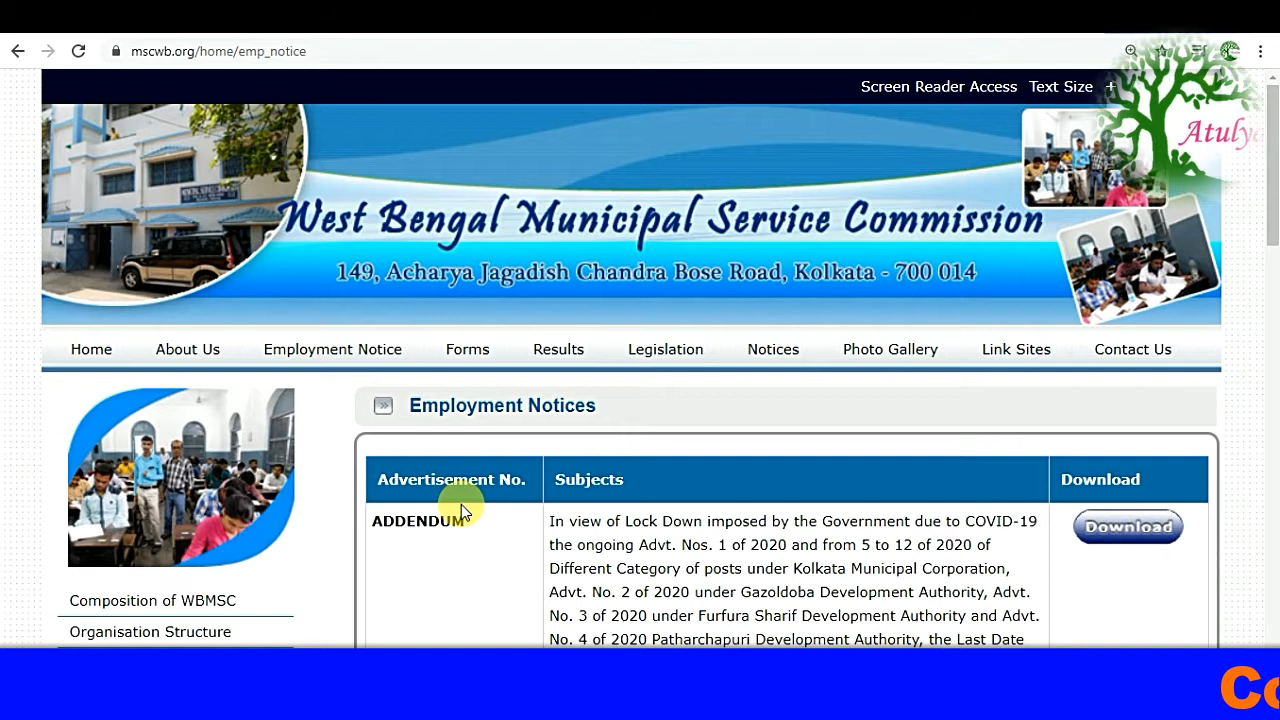 mscwb.org/home/emp_notice
Screen Reader Access Text Size +
West Bengal Municipal Service Commission
149, Acharya Jagadish Chandra Bose Road, Kolkata - 700 014
Home About Us Employment Notice Forms Results Legislation Notices Photo Gallery Link Sites Contact Us
Employment Notices
Advertisement No. Subjects Download
ADDENDUM In view of Lock Down imposed by the Government due to COVID-19 Download
the ongoing Advt. Nos. 1 of 2020 and from 5 to 12 of 2020 of
Different Category of posts under Kolkata Municipal Corporation,
Advt. No. 2 of 2020 under Gazoldoba Development Authority, Advt.
No. 3 of 2020 under Furfura Sharif Development Authority and Advt.
No. 4 of 2020 Patharchapuri Development Authority, the Last Date
Composition of WBMSC
Organisation Structure